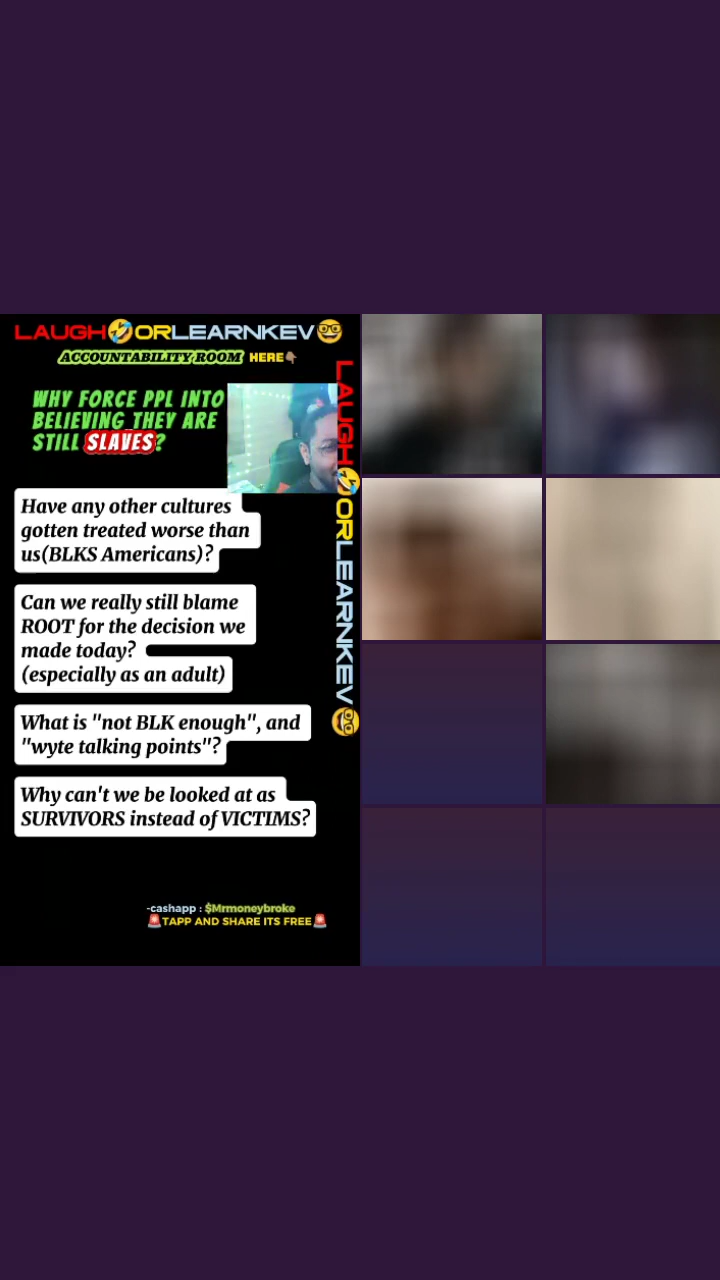 LAUGH🤣ORLEARNKEV🤓
ACCOUNTABILITY ROOM HERE👇🏽
WHY FORCE PPL INTO
BELIEVING THEY ARE
STILL SLAVES?
LAUGH🤣ORLEARNKEV🤓
Have any other cultures
gotten treated worse than
us(BLKS Americans)?
Can we really still blame
ROOT for the decision we
made today?
(especially as an adult)
What is "not BLK enough", and
"wyte talking points"?
Why can't we be looked at as
SURVIVORS instead of VICTIMS?
-cashapp : $Mrmoneybroke
🚨TAPP AND SHARE ITS FREE🚨